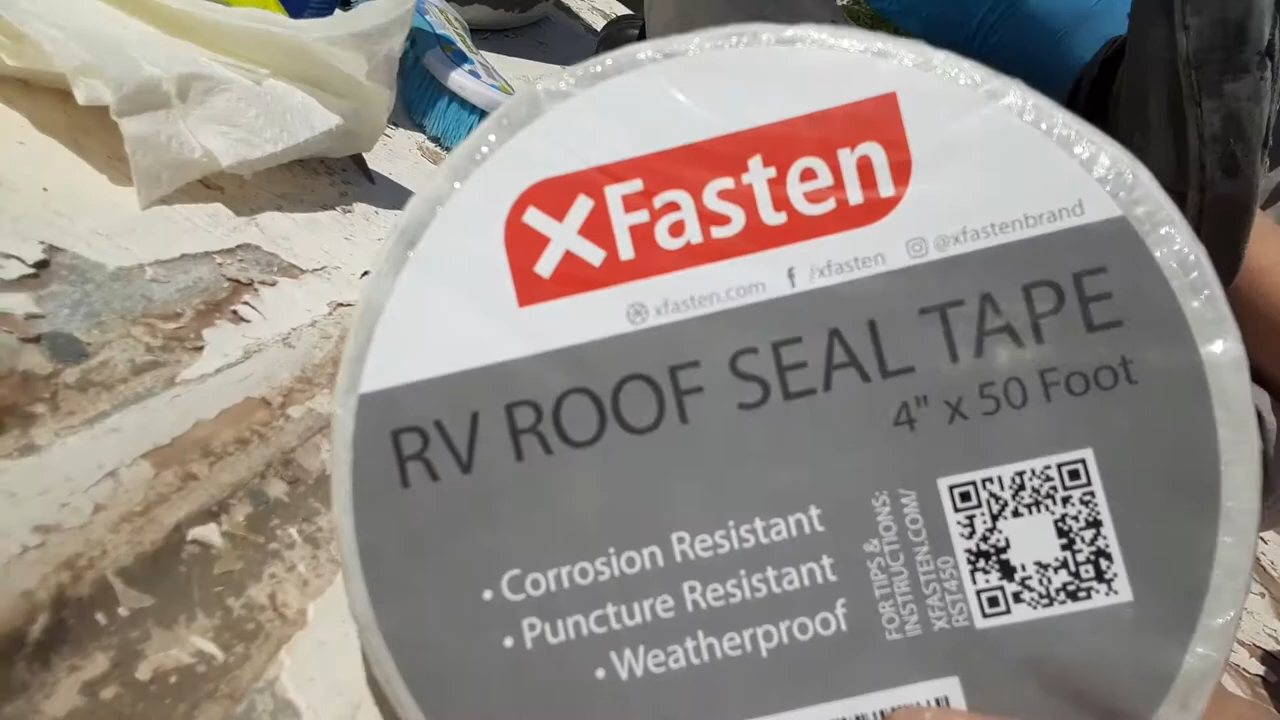 XFasten
xfasten.com /xfasten @xfastenbrand
RV ROOF SEAL TAPE
4" x 50 Foot
• Corrosion Resistant
• Puncture Resistant
• Weatherproof
FOR TIPS &
INSTRUCTIONS:
XFASTEN.COM/
RST450